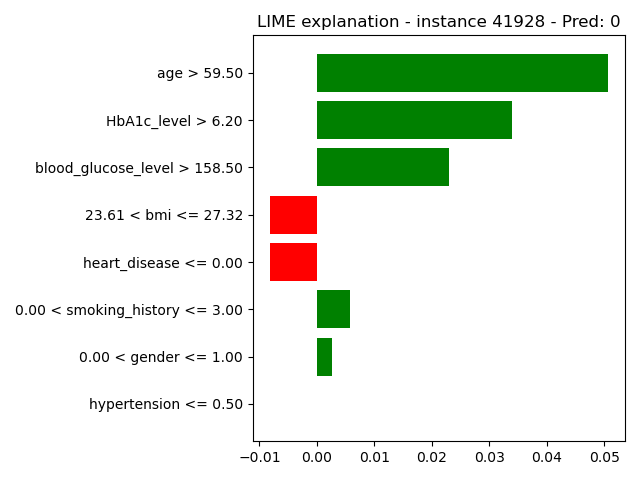 LIME explanation - instance 41928 - Pred: 0
age > 59.50
HbA1c_level > 6.20
blood_glucose_level > 158.50
23.61 < bmi <= 27.32
heart_disease <= 0.00
0.00 < smoking_history <= 3.00
0.00 < gender <= 1.00
hypertension <= 0.50
−0.01 0.00 0.01 0.02 0.03 0.04 0.05